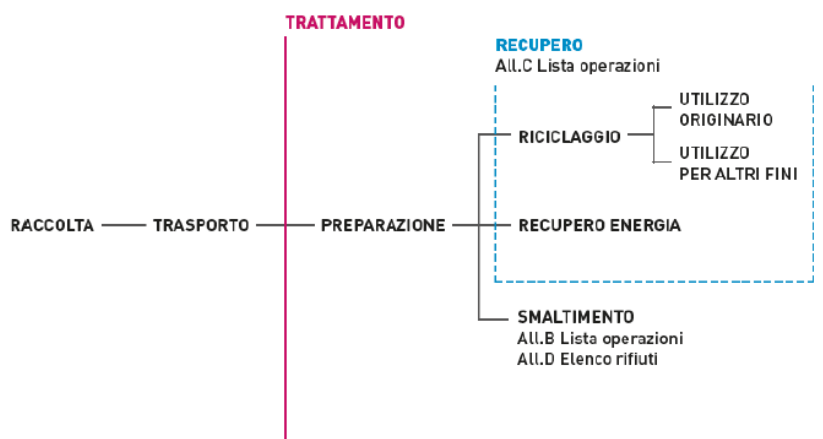 TRATTAMENTO
RECUPERO
All.C Lista operazioni
UTILIZZO
ORIGINARIO
RICICLAGGIO
UTILIZZO
PER ALTRI FINI
RACCOLTA
TRASPORTO
PREPARAZIONE
RECUPERO ENERGIA
SMALTIMENTO
All.B Lista operazioni
All.D Elenco rifiuti